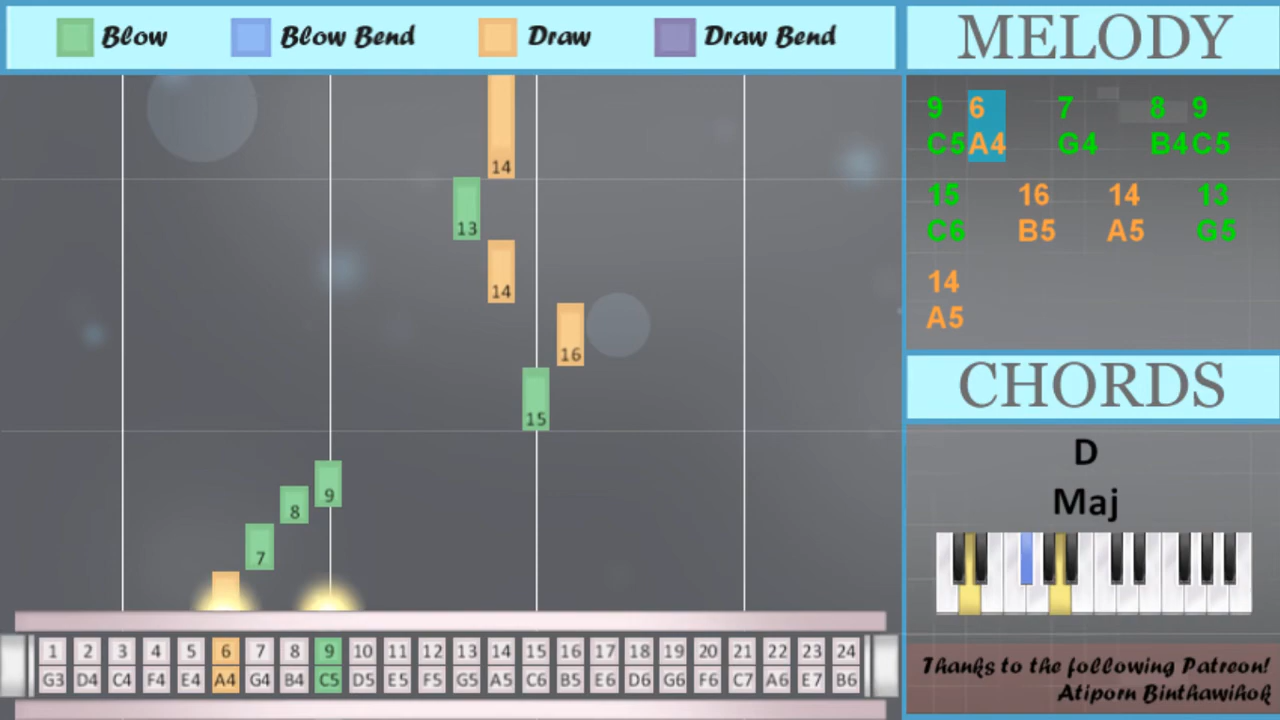 Blow Blow Bend Draw Draw Bend
MELODY
9 6 7 8 9
C5 A4 G4 B4 C5
15 16 14 13
C6 B5 A5 G5
14
A5
14
13
14
16
15
9
8
7
CHORDS
D
Maj
1 2 3 4 5 6 7 8 9 10 11 12 13 14 15 16 17 18 19 20 21 22 23 24
G3 D4 C4 F4 E4 A4 G4 B4 C5 D5 E5 F5 G5 A5 C6 B5 E6 D6 G6 F6 C7 A6 E7 B6
Thanks to the following Patreon!
Atiporn Binthawihok